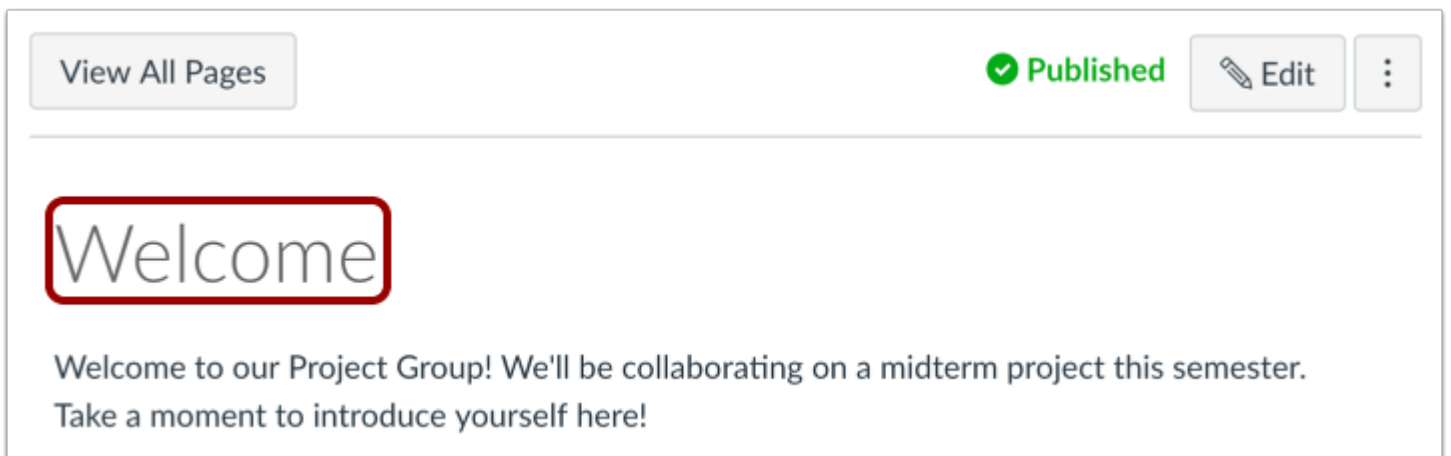 View All Pages
Published
Edit
Welcome
Welcome to our Project Group! We'll be collaborating on a midterm project this semester.
Take a moment to introduce yourself here!